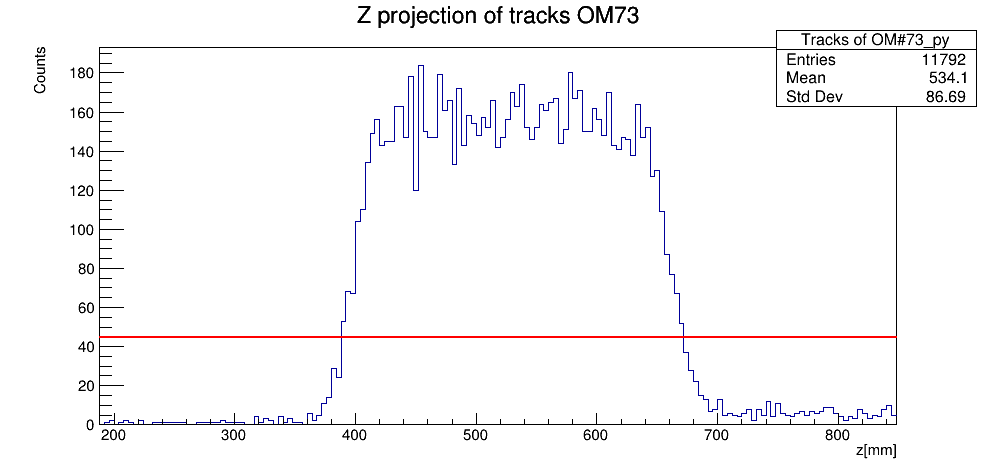 Z projection of tracks OM73
Tracks of OM#73_py
Entries 11792
Mean 534.1
Std Dev 86.69
Counts
180
160
140
120
100
80
60
40
20
0
200 300 400 500 600 700 800
z[mm]